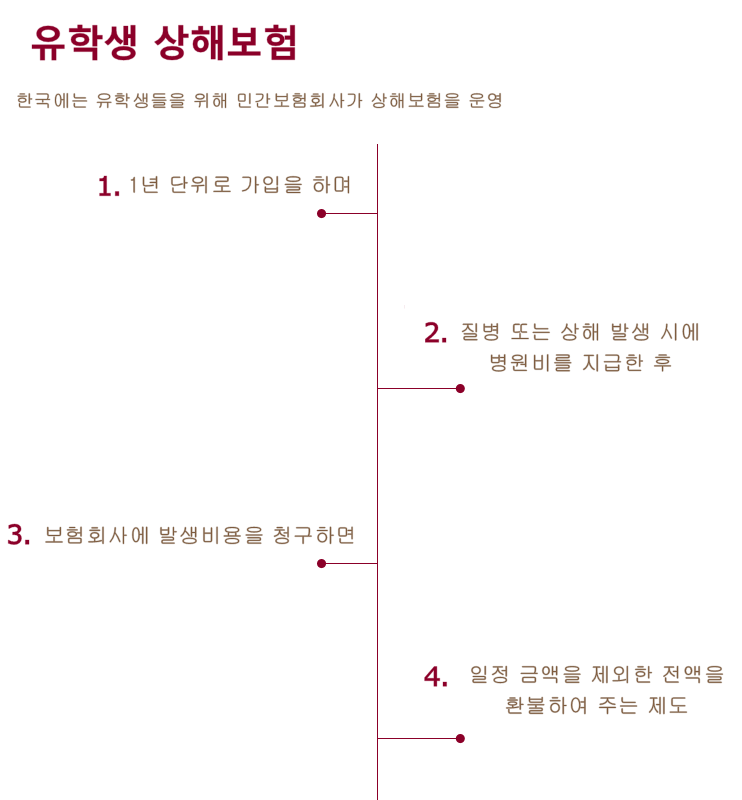 유학생 상해보험
한국에는 유학생들을 위해 민간보험회사가 상해보험을 운영
1. 1년 단위로 가입을 하며
2. 질병 또는 상해 발생 시에
병원비를 지급한 후
3. 보험회사에 발생비용을 청구하면
4. 일정 금액을 제외한 전액을
환불하여 주는 제도